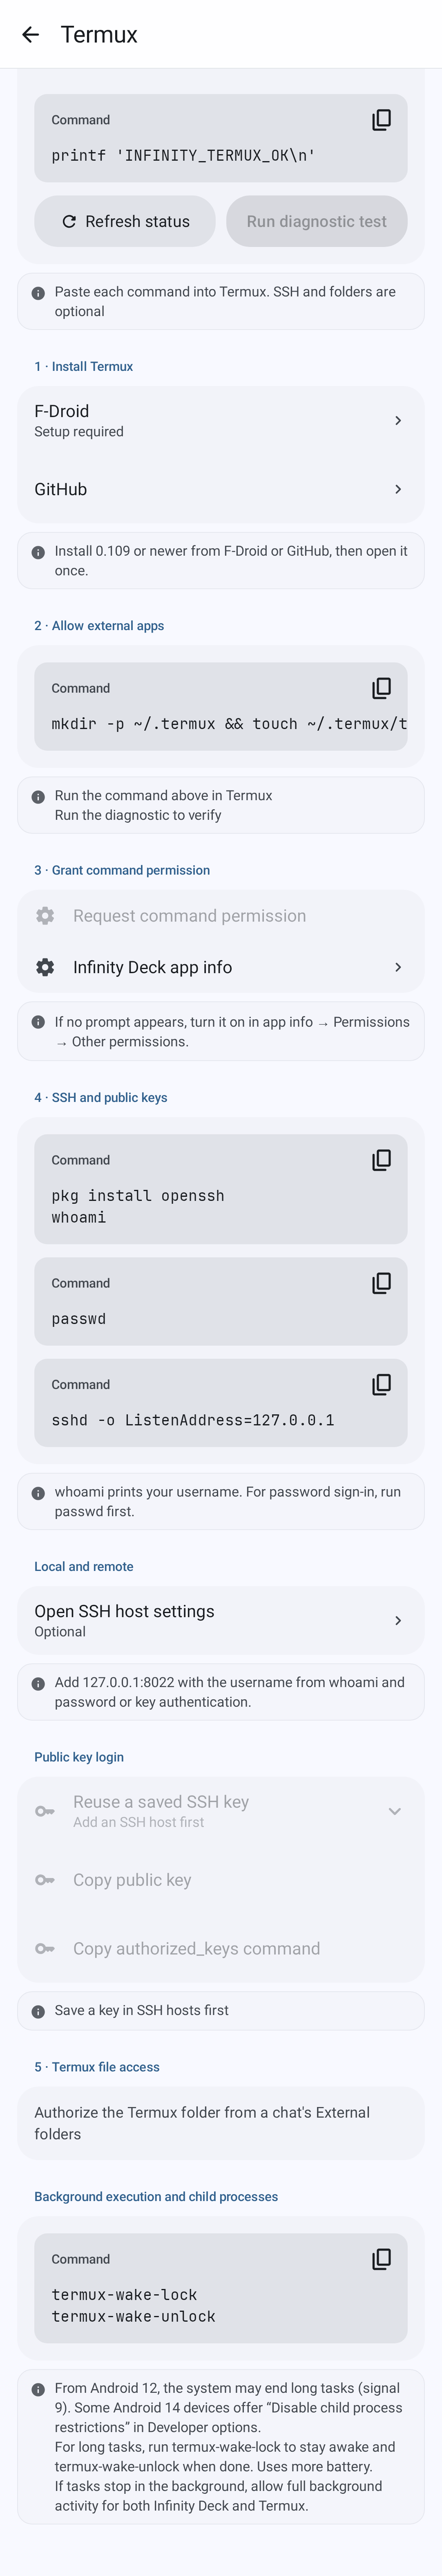 Termux
Command
printf 'INFINITY_TERMUX_OK\n'
Refresh status
Run diagnostic test
Paste each command into Termux. SSH and folders are
optional
1 · Install Termux
F-Droid
Setup required
GitHub
Install 0.109 or newer from F-Droid or GitHub, then open it
once.
2 · Allow external apps
Command
mkdir -p ~/.termux && touch ~/.termux/t
Run the command above in Termux
Run the diagnostic to verify
3 · Grant command permission
Request command permission
Infinity Deck app info
If no prompt appears, turn it on in app info → Permissions
→ Other permissions.
4 · SSH and public keys
Command
pkg install openssh
whoami
Command
passwd
Command
sshd -o ListenAddress=127.0.0.1
whoami prints your username. For password sign-in, run
passwd first.
Local and remote
Open SSH host settings
Optional
Add 127.0.0.1:8022 with the username from whoami and
password or key authentication.
Public key login
Reuse a saved SSH key
Add an SSH host first
Copy public key
Copy authorized_keys command
Save a key in SSH hosts first
5 · Termux file access
Authorize the Termux folder from a chat's External
folders
Background execution and child processes
Command
termux-wake-lock
termux-wake-unlock
From Android 12, the system may end long tasks (signal
9). Some Android 14 devices offer “Disable child process
restrictions” in Developer options.
For long tasks, run termux-wake-lock to stay awake and
termux-wake-unlock when done. Uses more battery.
If tasks stop in the background, allow full background
activity for both Infinity Deck and Termux.